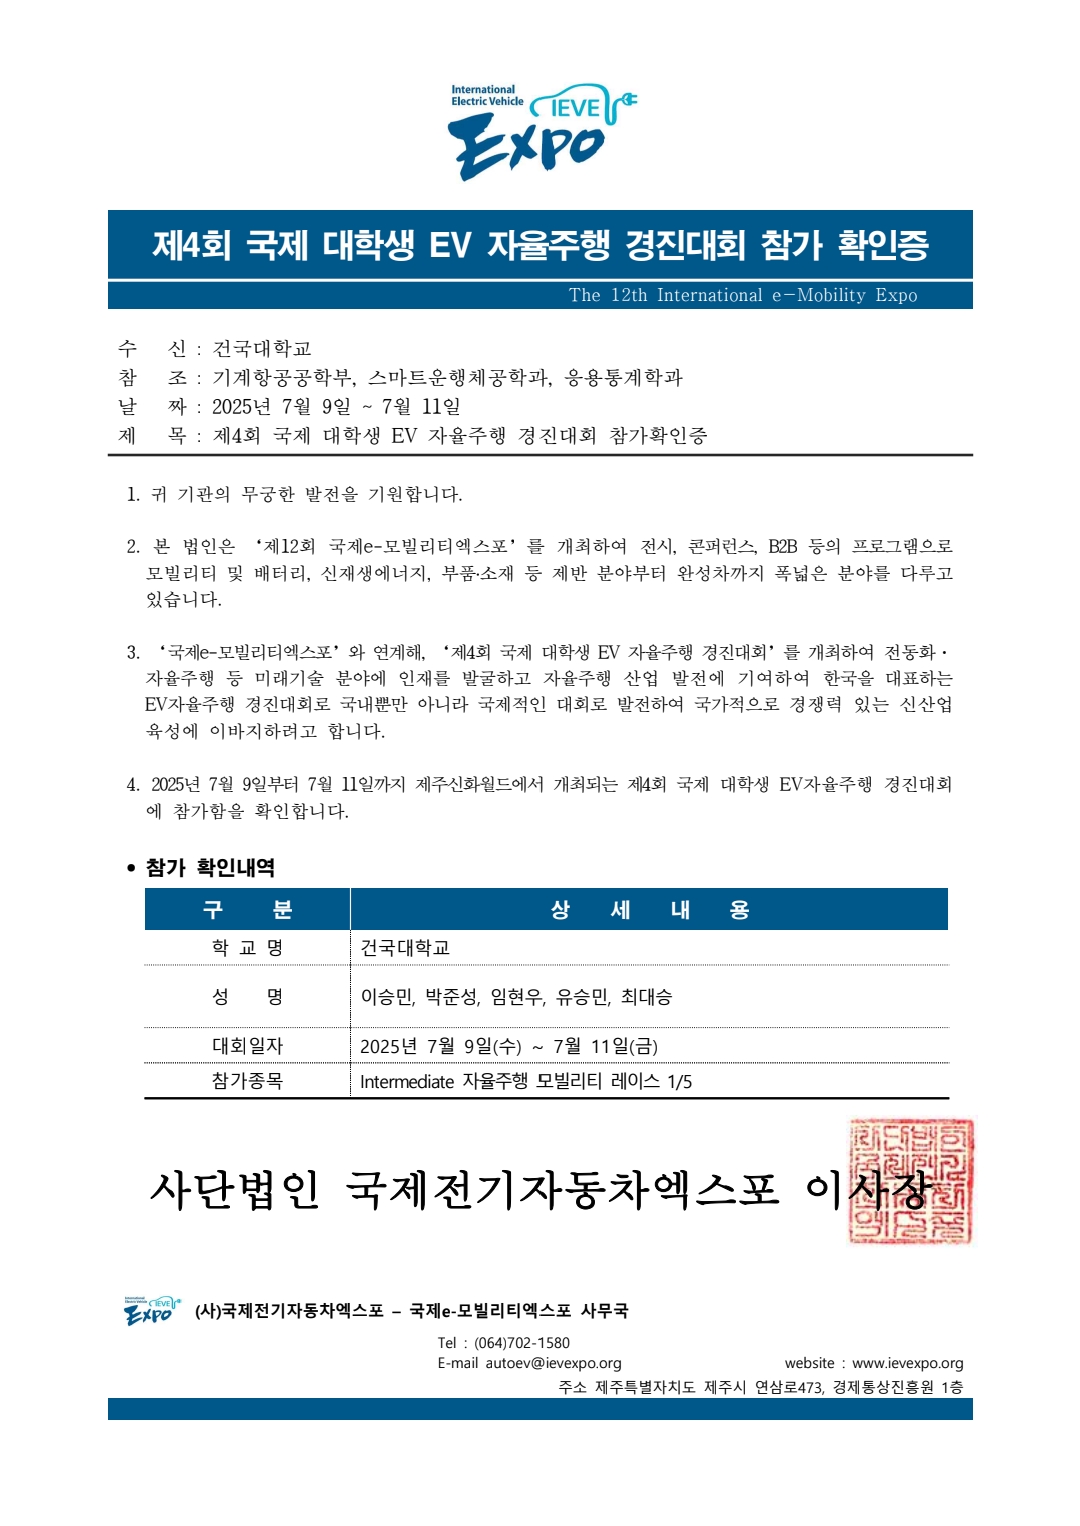 International
Electric Vehicle
IEVE
Expo
제4회 국제 대학생 EV 자율주행 경진대회 참가 확인증
The 12th International e-Mobility Expo
수 신 : 건국대학교
참 조 : 기계항공공학부, 스마트운행체공학과, 응용통계학과
날 짜 : 2025년 7월 9일 ~ 7월 11일
제 목 : 제4회 국제 대학생 EV 자율주행 경진대회 참가확인증
1. 귀 기관의 무궁한 발전을 기원합니다.
2. 본 법인은 ‘제12회 국제e-모빌리티엑스포’를 개최하여 전시, 콘퍼런스, B2B 등의 프로그램으로
모빌리티 및 배터리, 신재생에너지, 부품·소재 등 제반 분야부터 완성차까지 폭넓은 분야를 다루고
있습니다.
3. ‘국제e-모빌리티엑스포’와 연계해, ‘제4회 국제 대학생 EV 자율주행 경진대회’를 개최하여 전동화·
자율주행 등 미래기술 분야에 인재를 발굴하고 자율주행 산업 발전에 기여하여 한국을 대표하는
EV자율주행 경진대회로 국내뿐만 아니라 국제적인 대회로 발전하여 국가적으로 경쟁력 있는 신산업
육성에 이바지하려고 합니다.
4. 2025년 7월 9일부터 7월 11일까지 제주신화월드에서 개최되는 제4회 국제 대학생 EV자율주행 경진대회
에 참가함을 확인합니다.
• 참가 확인내역
구 분 상 세 내 용
학 교 명 건국대학교
성 명 이승민, 박준성, 임현우, 유승민, 최대승
대회일자 2025년 7월 9일(수) ~ 7월 11일(금)
참가종목 Intermediate 자율주행 모빌리티 레이스 1/5
사단법인 국제전기자동차엑스포 이사장
International
Electric Vehicle
IEVE
Expo
(사)국제전기자동차엑스포 – 국제e-모빌리티엑스포 사무국
Tel : (064)702-1580
E-mail autoev@ievexpo.org website : www.ievexpo.org
주소 제주특별자치도 제주시 연삼로473, 경제통상진흥원 1층